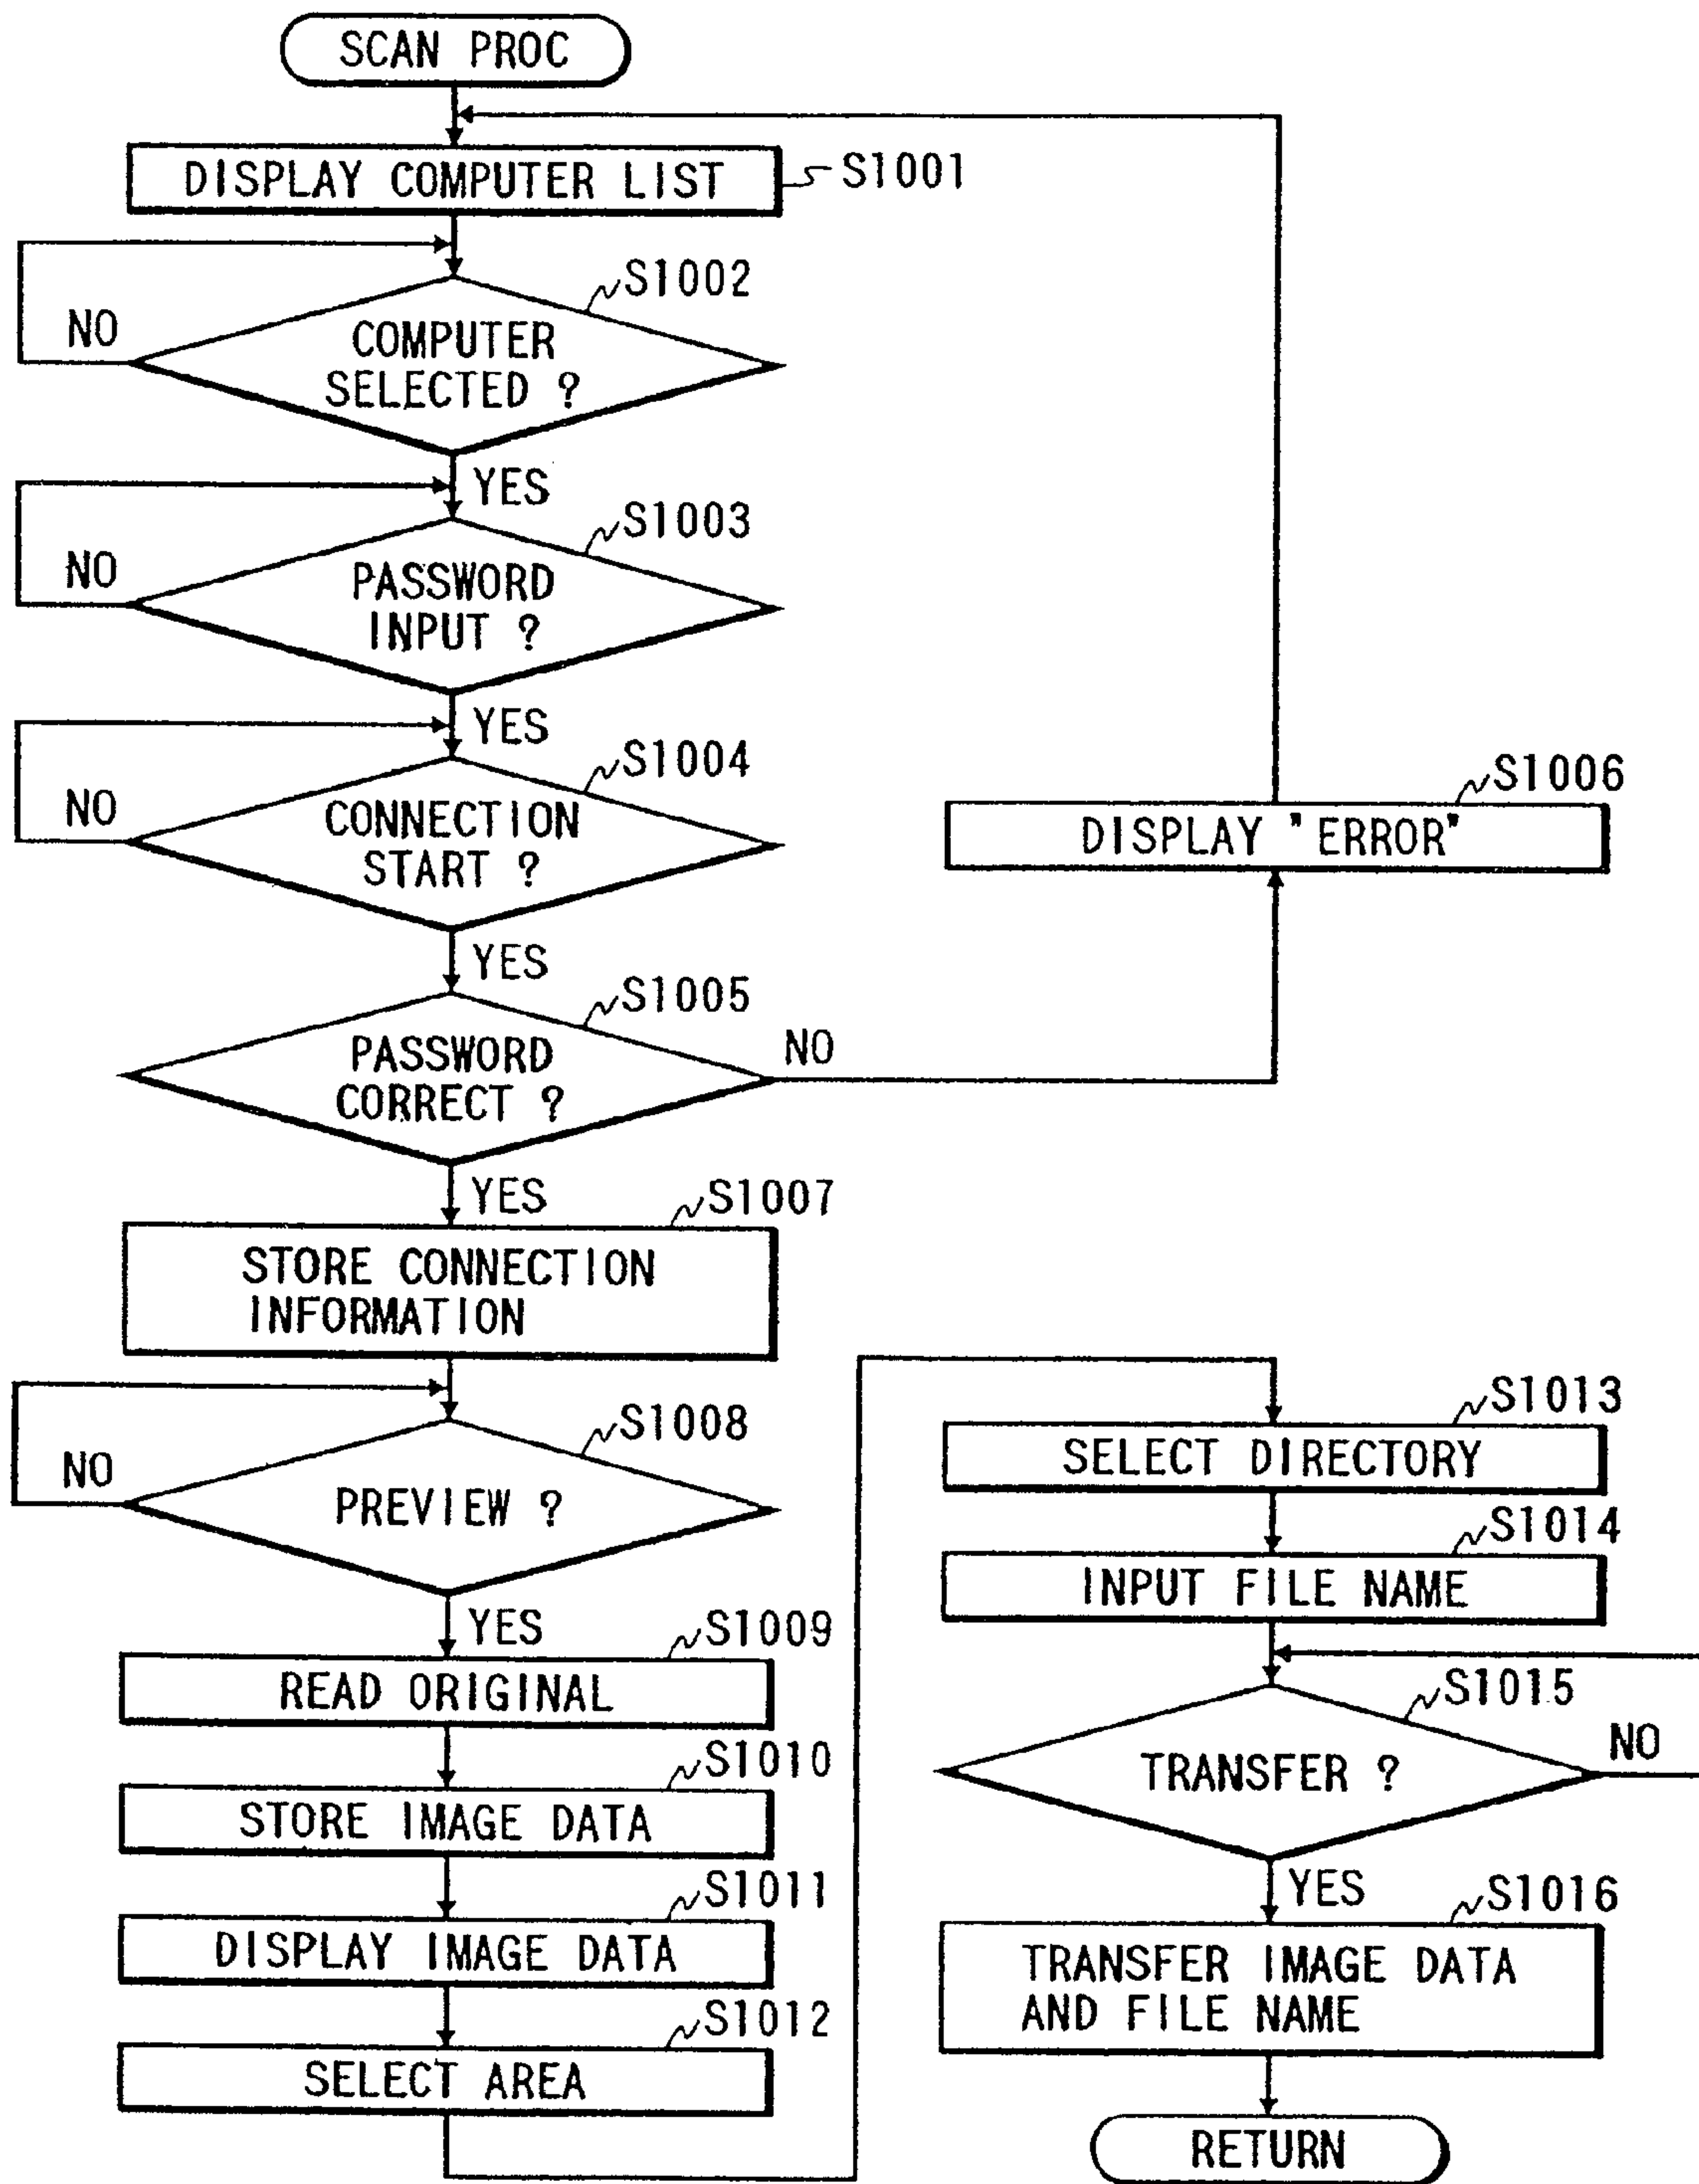 SCAN PROC
DISPLAY COMPUTER LIST
S1001
S1002
NO
COMPUTER
SELECTED ?
YES
S1003
NO
PASSWORD
INPUT ?
YES
S1004
NO
CONNECTION
START ?
S1006
DISPLAY "ERROR"
YES
S1005
PASSWORD
CORRECT ?
NO
YES
S1007
STORE CONNECTION
INFORMATION
S1008
NO
PREVIEW ?
YES
S1009
READ ORIGINAL
S1010
STORE IMAGE DATA
S1011
DISPLAY IMAGE DATA
S1012
SELECT AREA
S1013
SELECT DIRECTORY
S1014
INPUT FILE NAME
S1015
NO
TRANSFER ?
YES
S1016
TRANSFER IMAGE DATA
AND FILE NAME
RETURN